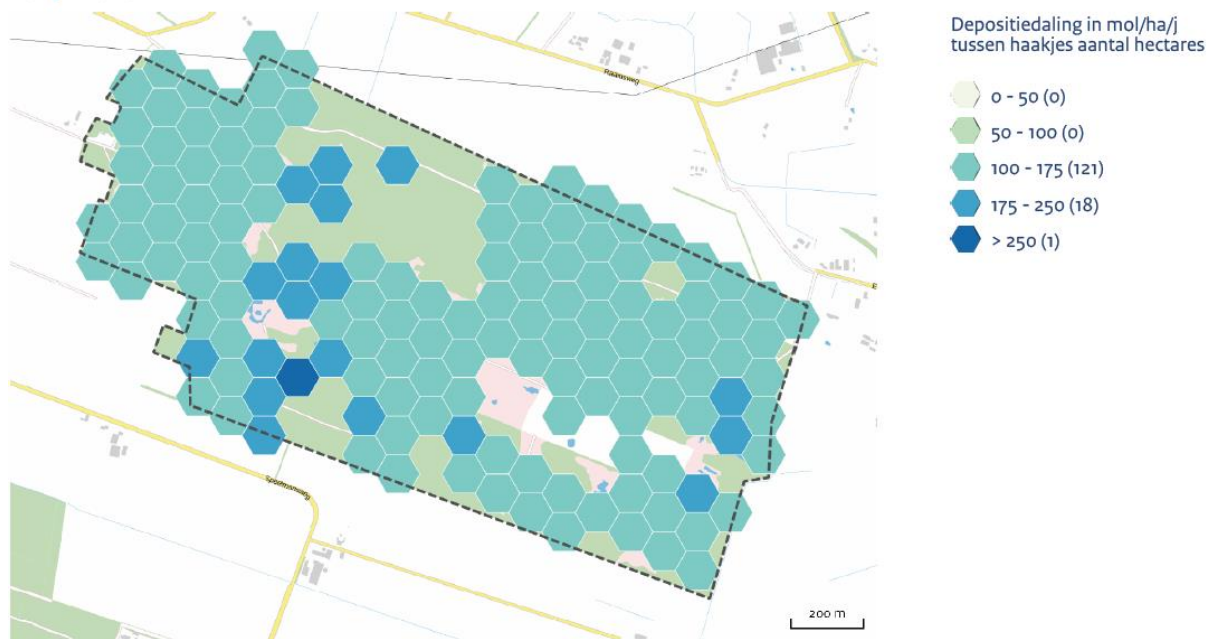 Depositiedaling in mol/ha/j
tussen haakjes aantal hectares
0 - 50 (0)
50 - 100 (0)
100 - 175 (121)
175 - 250 (18)
> 250 (1)
E
200 m